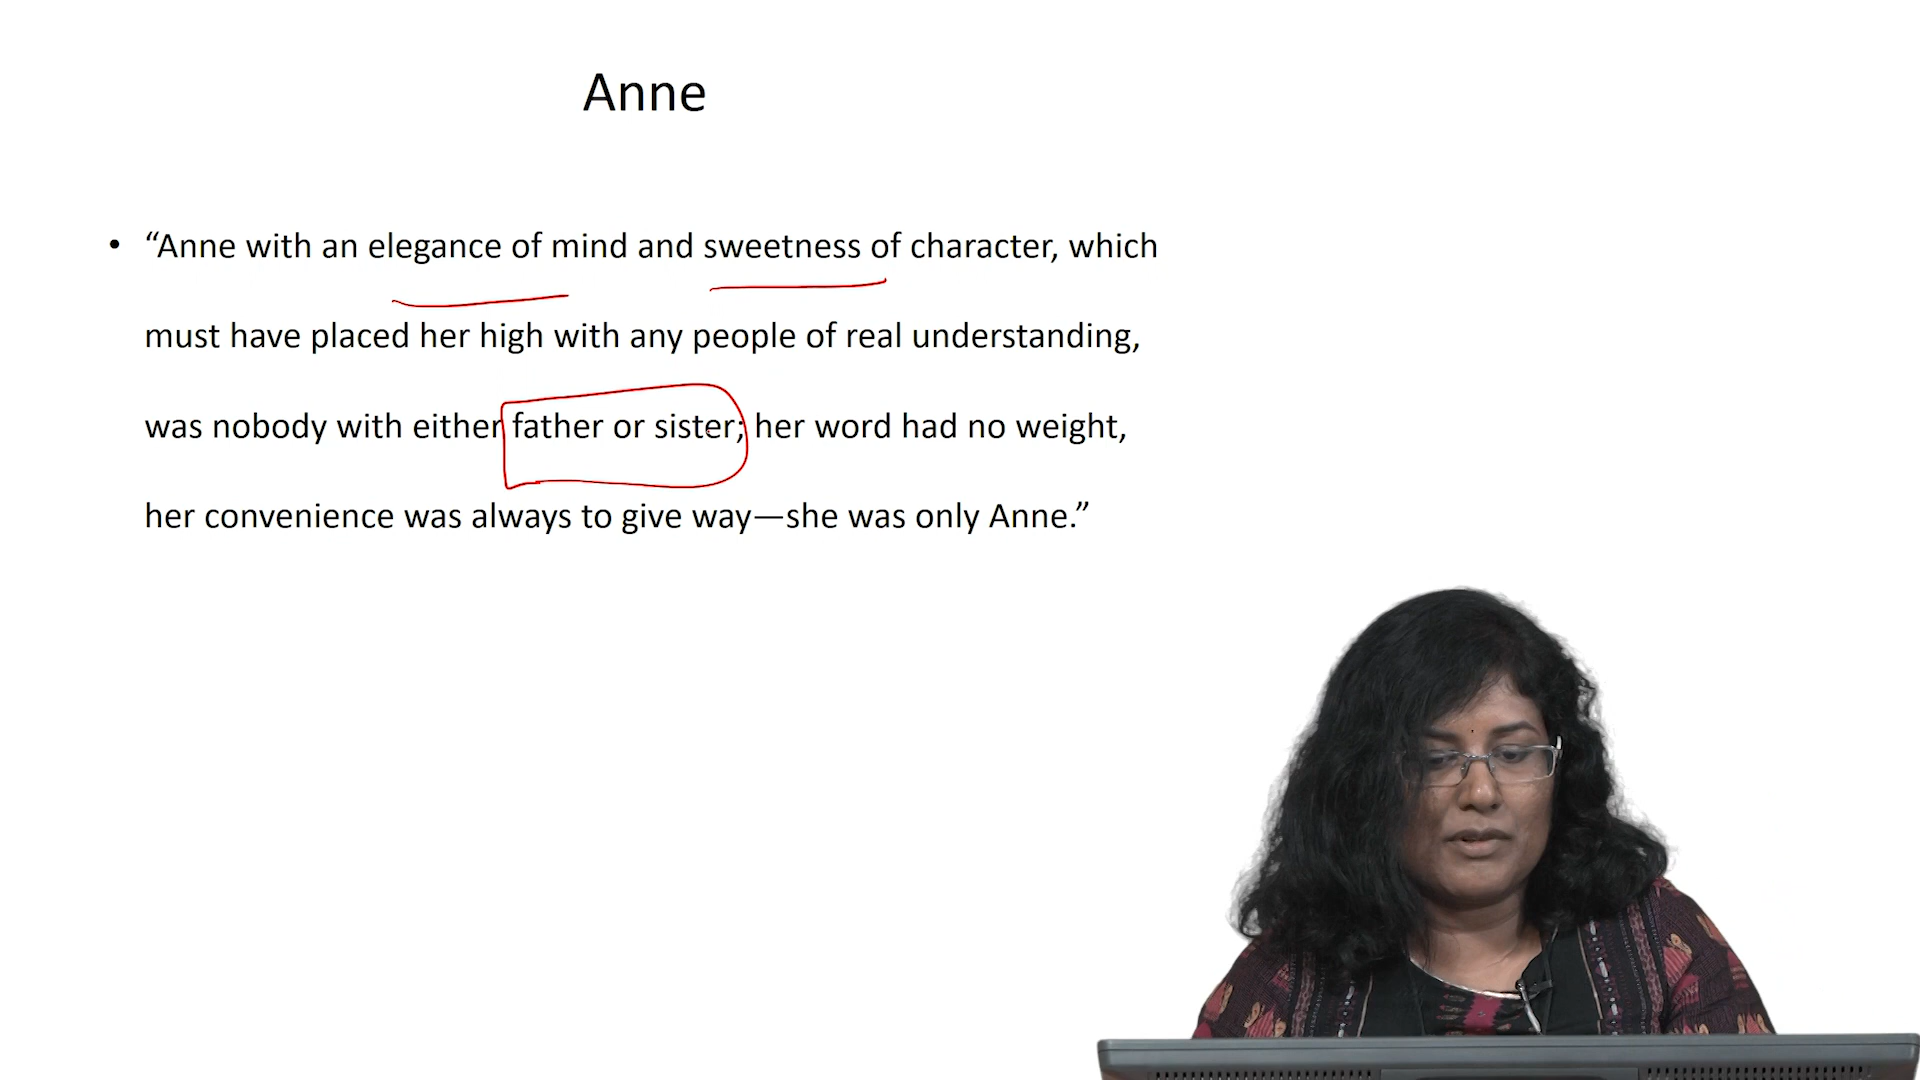 Anne
• “Anne with an elegance of mind and sweetness of character, which
must have placed her high with any people of real understanding,
was nobody with either father or sister; her word had no weight,
her convenience was always to give way—she was only Anne.”